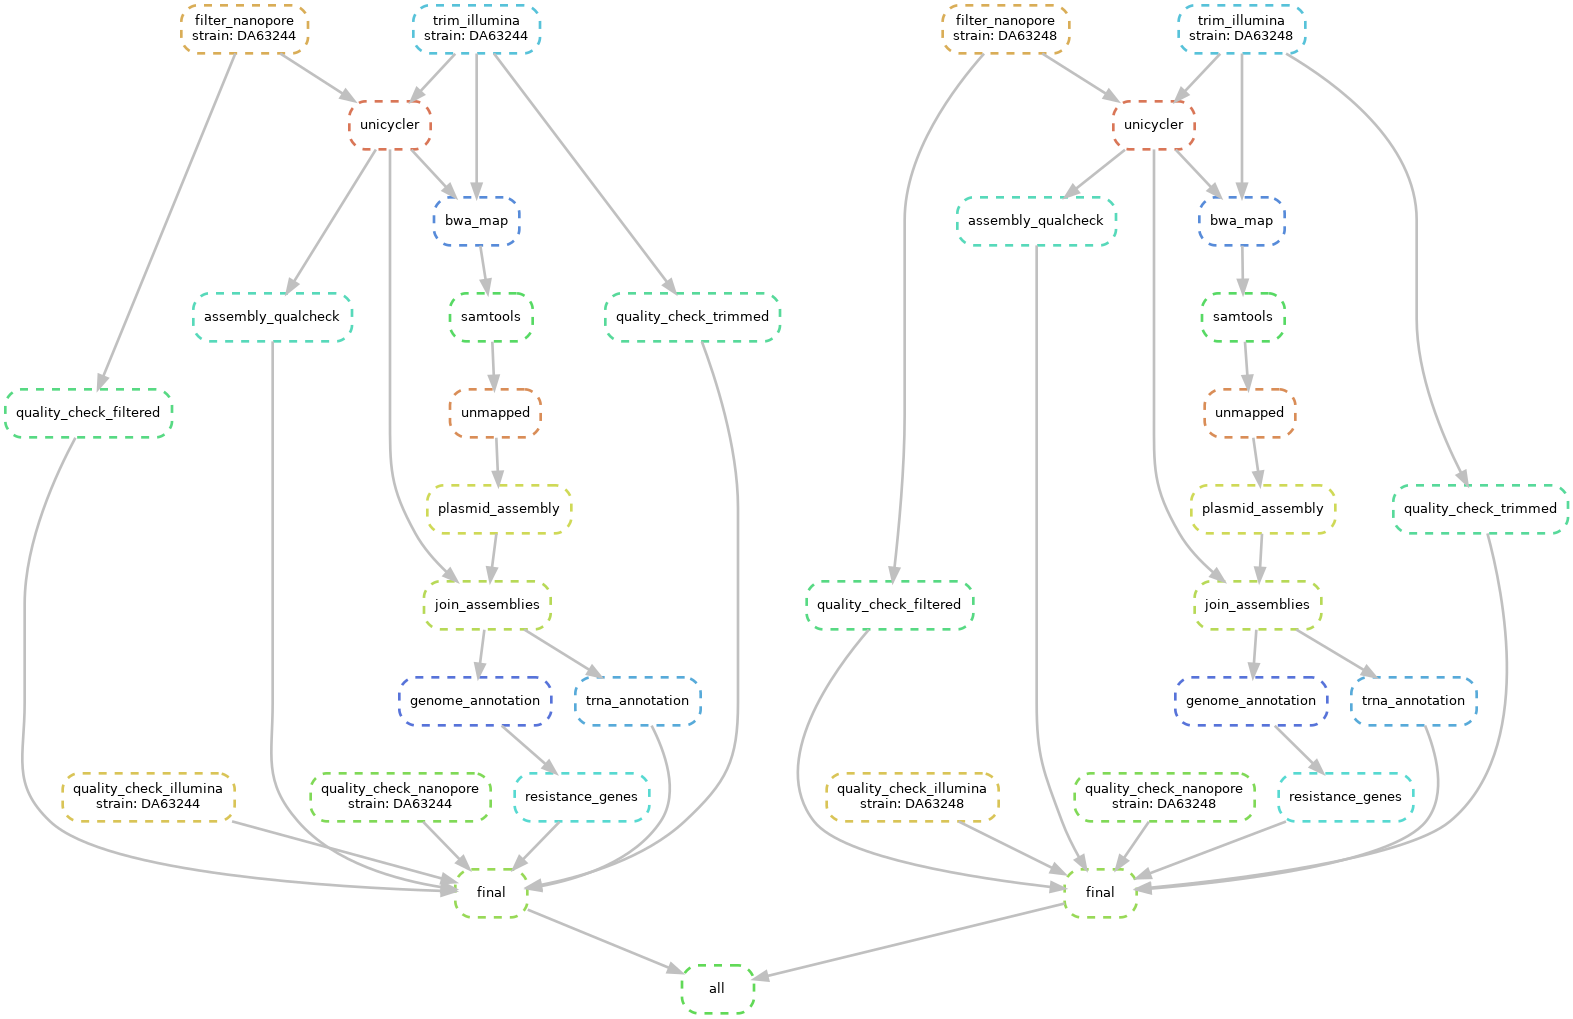 filter_nanopore
strain: DA63244
trim_illumina
strain: DA63244
filter_nanopore
strain: DA63248
trim_illumina
strain: DA63248
unicycler
unicycler
bwa_map
assembly_qualcheck
bwa_map
assembly_qualcheck
samtools
quality_check_trimmed
samtools
quality_check_filtered
unmapped
unmapped
plasmid_assembly
plasmid_assembly
quality_check_trimmed
join_assemblies
quality_check_filtered
join_assemblies
genome_annotation
trna_annotation
genome_annotation
trna_annotation
quality_check_illumina
strain: DA63244
quality_check_nanopore
strain: DA63244
resistance_genes
quality_check_illumina
strain: DA63248
quality_check_nanopore
strain: DA63248
resistance_genes
final
final
all